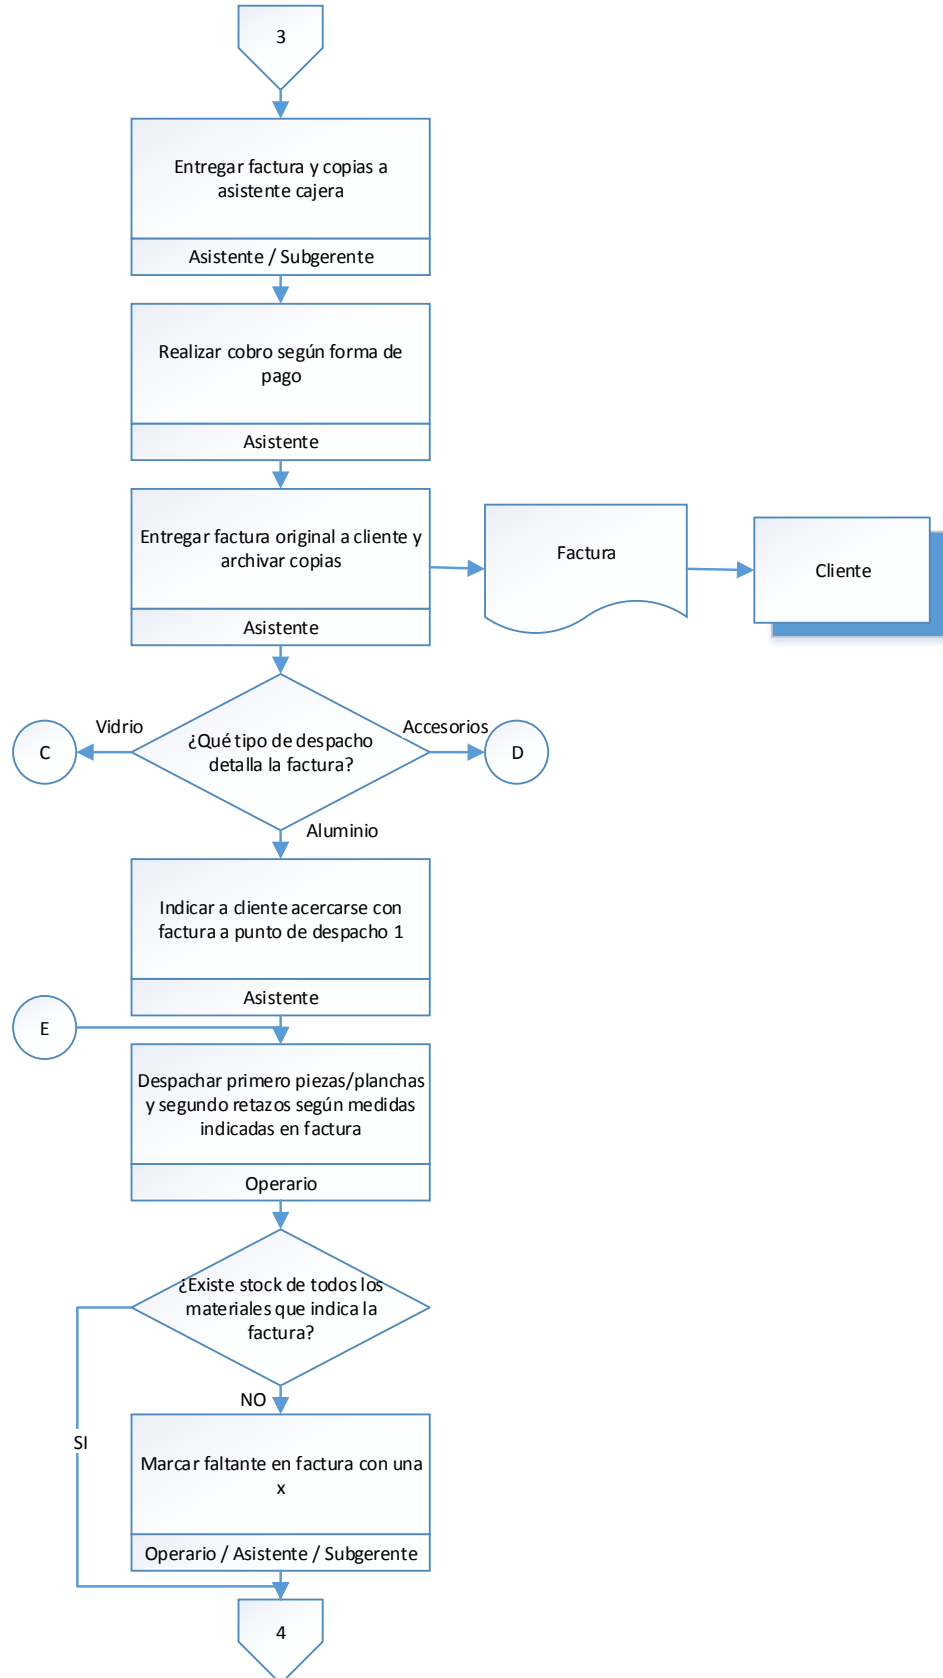 3
Entregar factura y copias a
asistente cajera
Asistente / Subgerente
Realizar cobro según forma de
pago
Asistente
Entregar factura original a cliente y
archivar copias
Asistente
Factura
Cliente
Vidrio
Accesorios
C
¿Qué tipo de despacho
detalla la factura?
D
Aluminio
Indicar a cliente acercarse con
factura a punto de despacho 1
Asistente
E
Despachar primero piezas/planchas
y segundo retazos según medidas
indicadas en factura
Operario
¿Existe stock de todos los
materiales que indica la
factura?
NO
SI
Marcar faltante en factura con una
x
Operario / Asistente / Subgerente
4